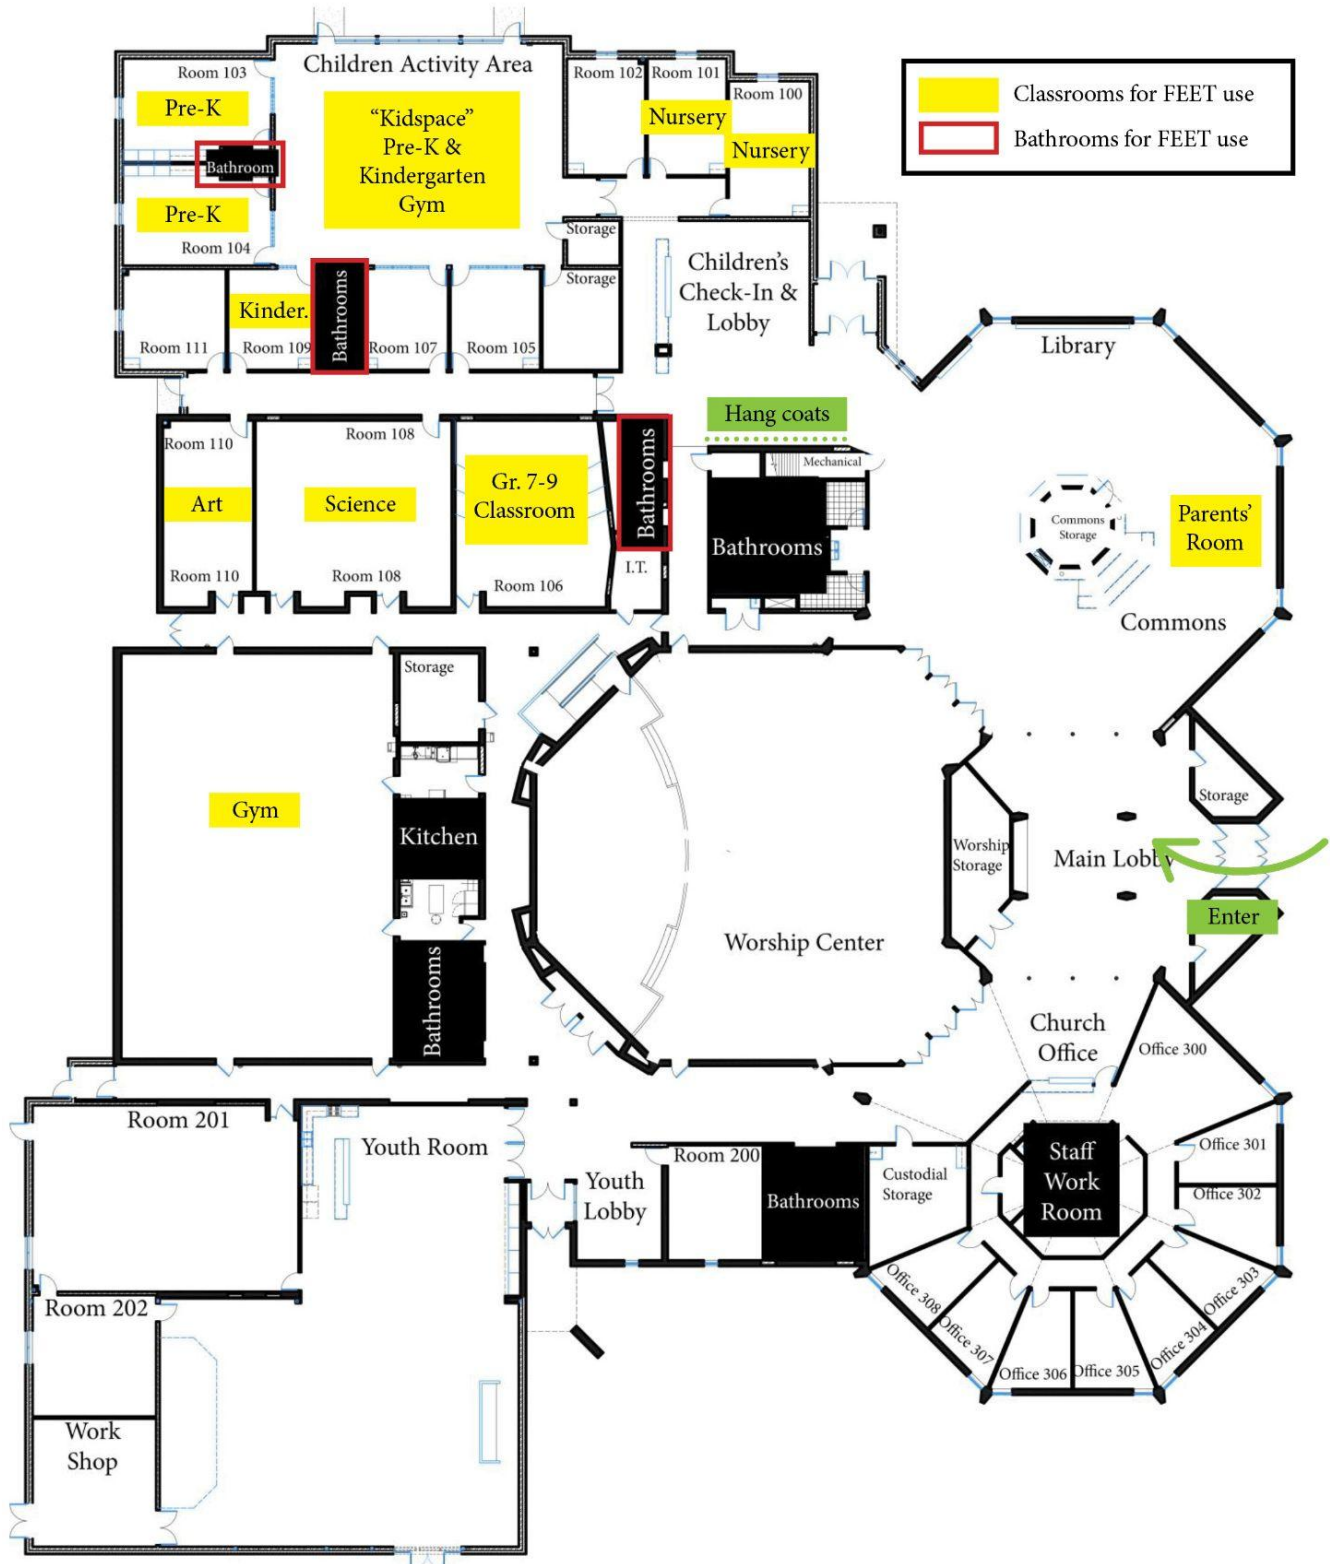 Children Activity Area
Room 103
Pre-K
Bathroom
Pre-K
Room 104
"Kidspace"
Pre-K &
Kindergarten
Gym
Room 102
Room 101
Room 100
Nursery
Nursery
Classrooms for FEET use
Bathrooms for FEET use
Storage
Storage
Children's
Check-In &
Lobby
Room 111
Kinder.
Room 109
Bathrooms
Room 107
Room 105
Library
Hang coats
Mechanical
Bathrooms
Room 110
Art
Room 110
Room 108
Science
Room 108
Gr. 7-9
Classroom
Room 106
Bathrooms
I.T.
Commons
Storage
Parents'
Room
Commons
Storage
Gym
Kitchen
Bathrooms
Worship Center
Worship
Storage
Main Lobby
Storage
Enter
Church
Office
Office 300
Office 301
Office 302
Office 303
Office 304
Office 305
Office 306
Office 307
Office 308
Staff
Work
Room
Custodial
Storage
Bathrooms
Room 200
Youth
Lobby
Youth Room
Room 201
Room 202
Work
Shop